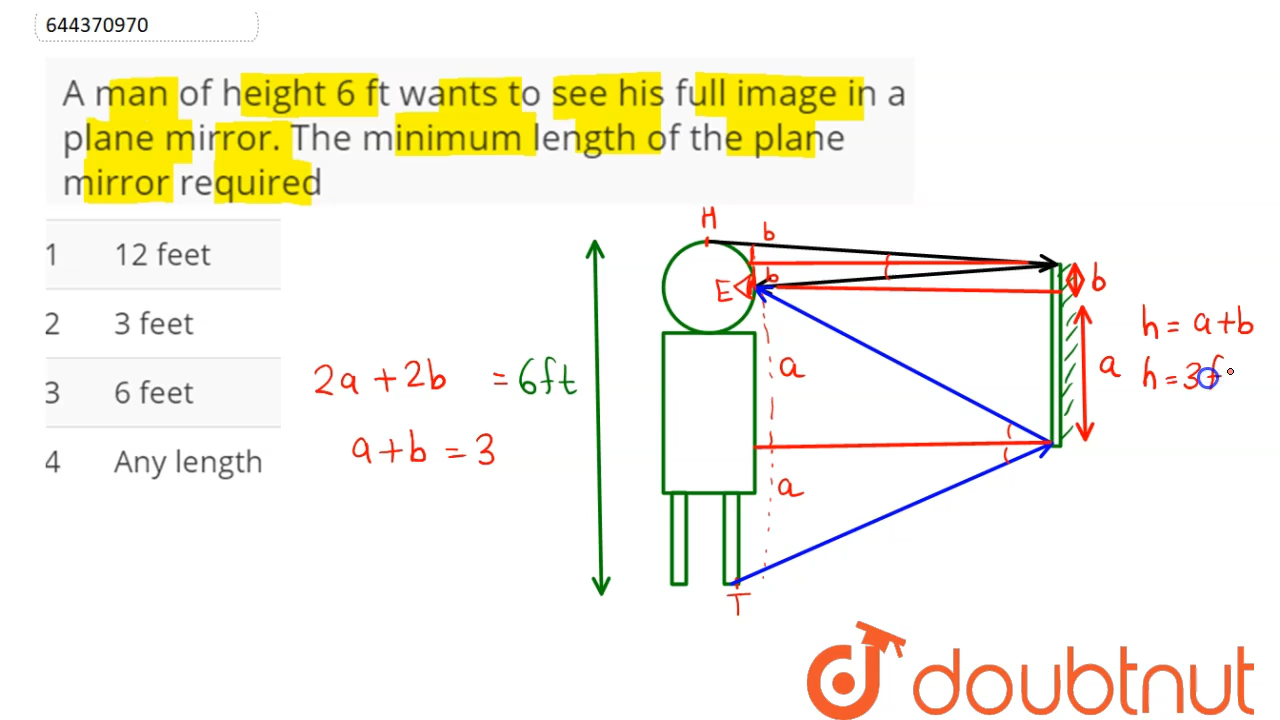 644370970
A man of height 6 ft wants to see his full image in a
plane mirror. The minimum length of the plane
mirror required
1 12 feet
2 3 feet
3 6 feet
4 Any length
2a + 2b = 6ft
a + b = 3
H
b
E
b
a
a
T
b
a
h = a+b
h = 3f
doubtnut